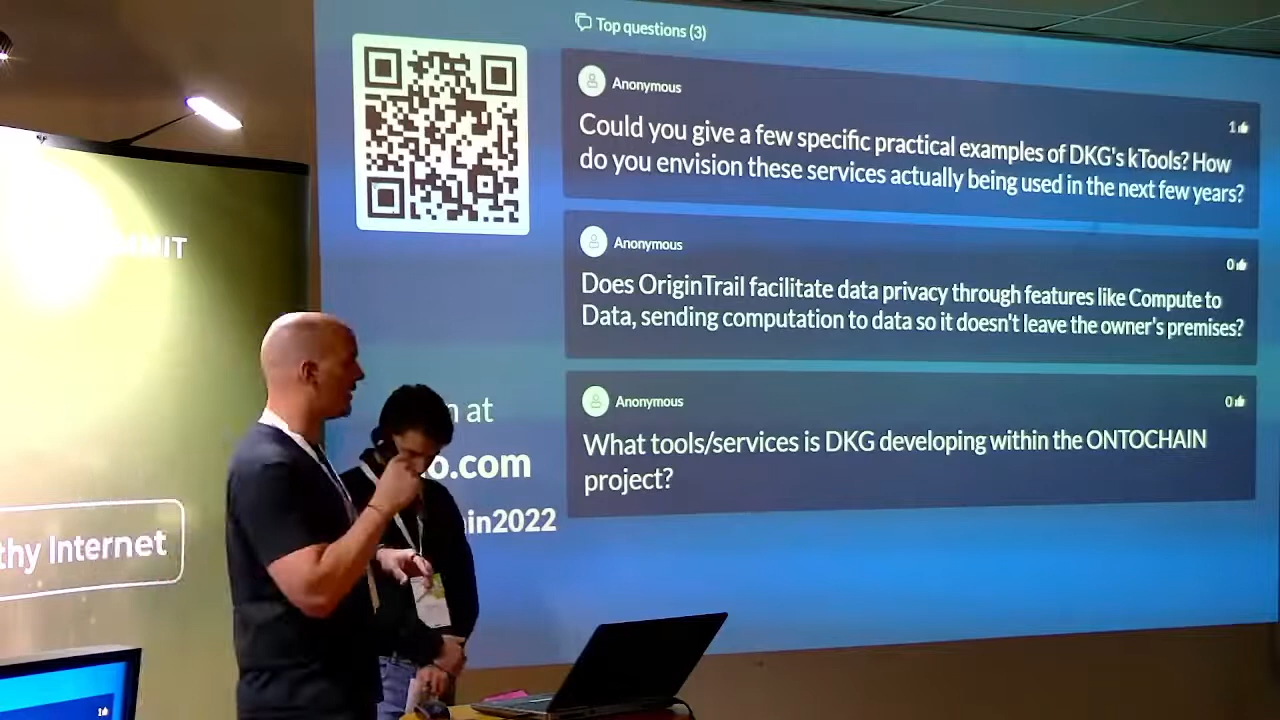 Top questions (3)
Anonymous
1
Could you give a few specific practical examples of DKG's kTools? How
do you envision these services actually being used in the next few years?
Anonymous
0
Does OriginTrail facilitate data privacy through features like Compute to
Data, sending computation to data so it doesn't leave the owner's premises?
Anonymous
0
What tools/services is DKG developing within the ONTOCHAIN
project?
at
o.com
in2022
thy Internet
1